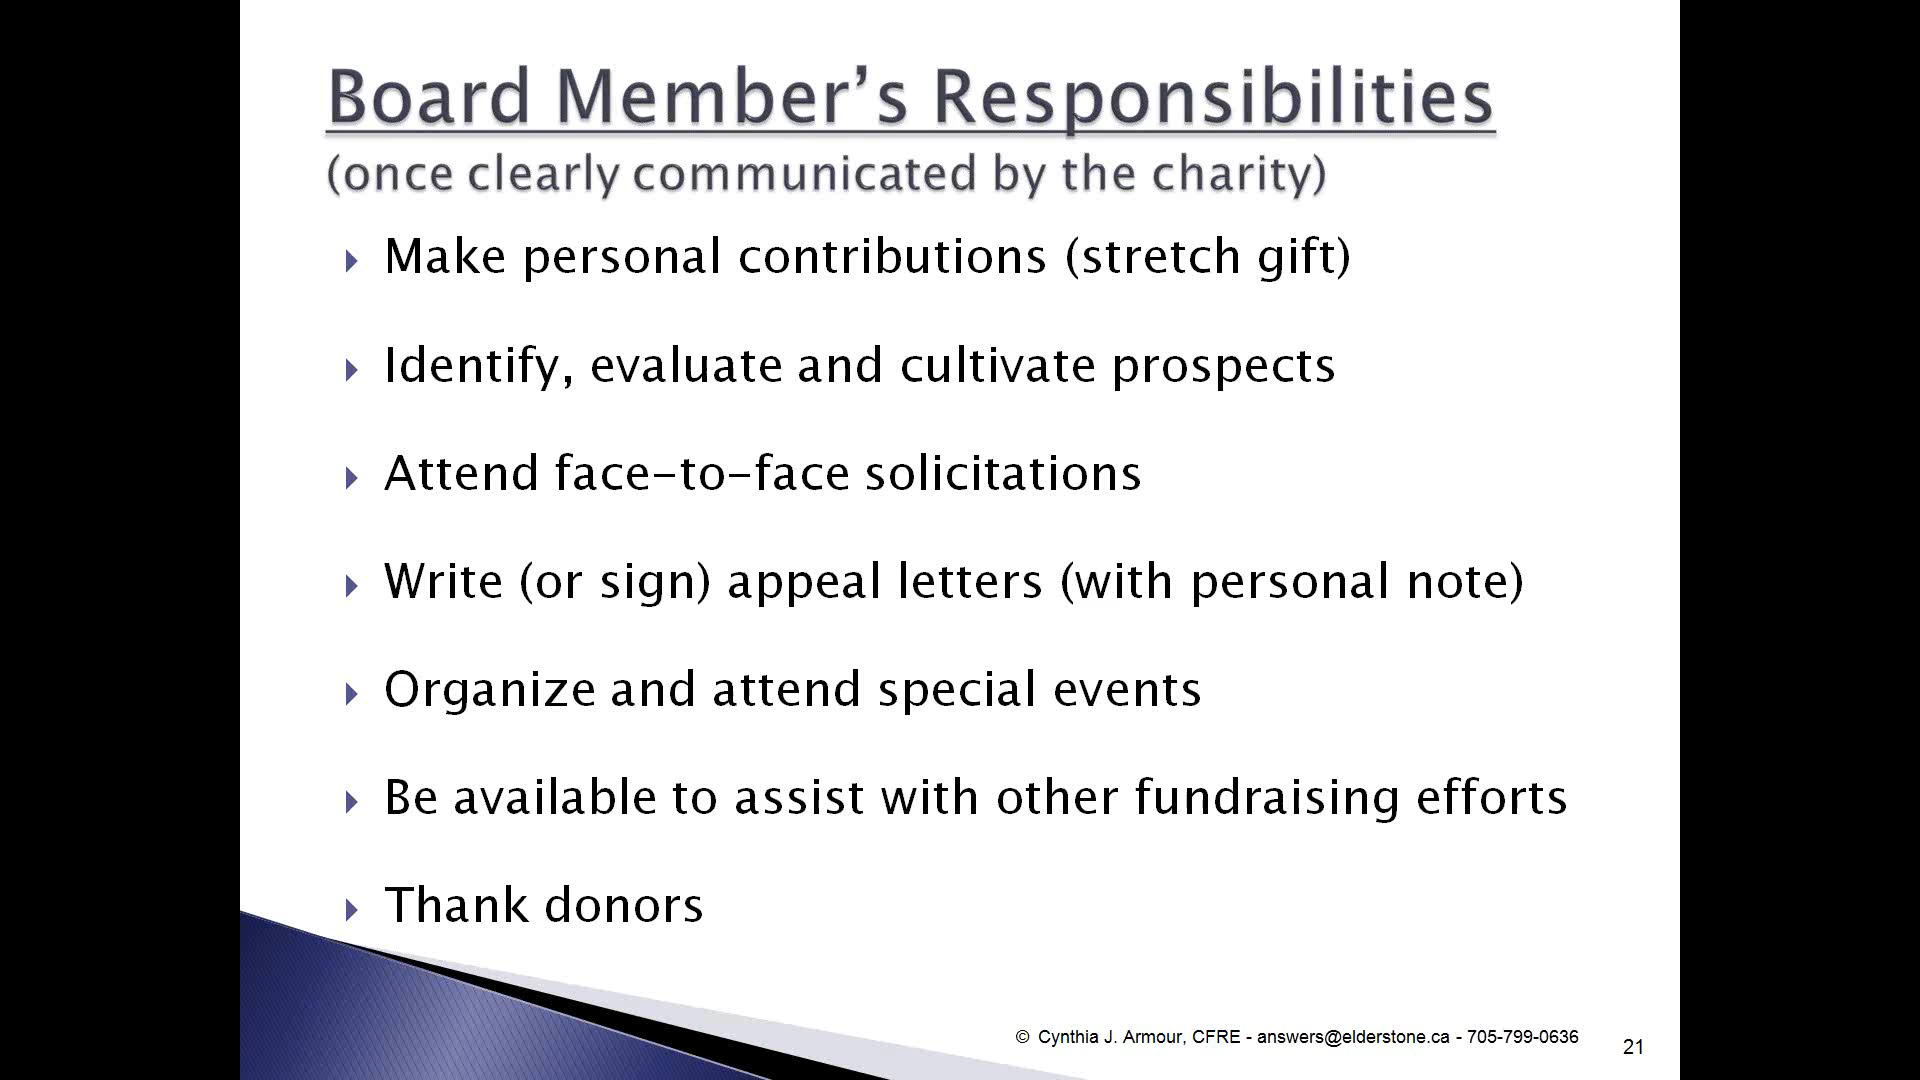 Board Member’s Responsibilities
(once clearly communicated by the charity)
Make personal contributions (stretch gift)
Identify, evaluate and cultivate prospects
Attend face-to-face solicitations
Write (or sign) appeal letters (with personal note)
Organize and attend special events
Be available to assist with other fundraising efforts
Thank donors
© Cynthia J. Armour, CFRE - answers@elderstone.ca - 705-799-0636
21